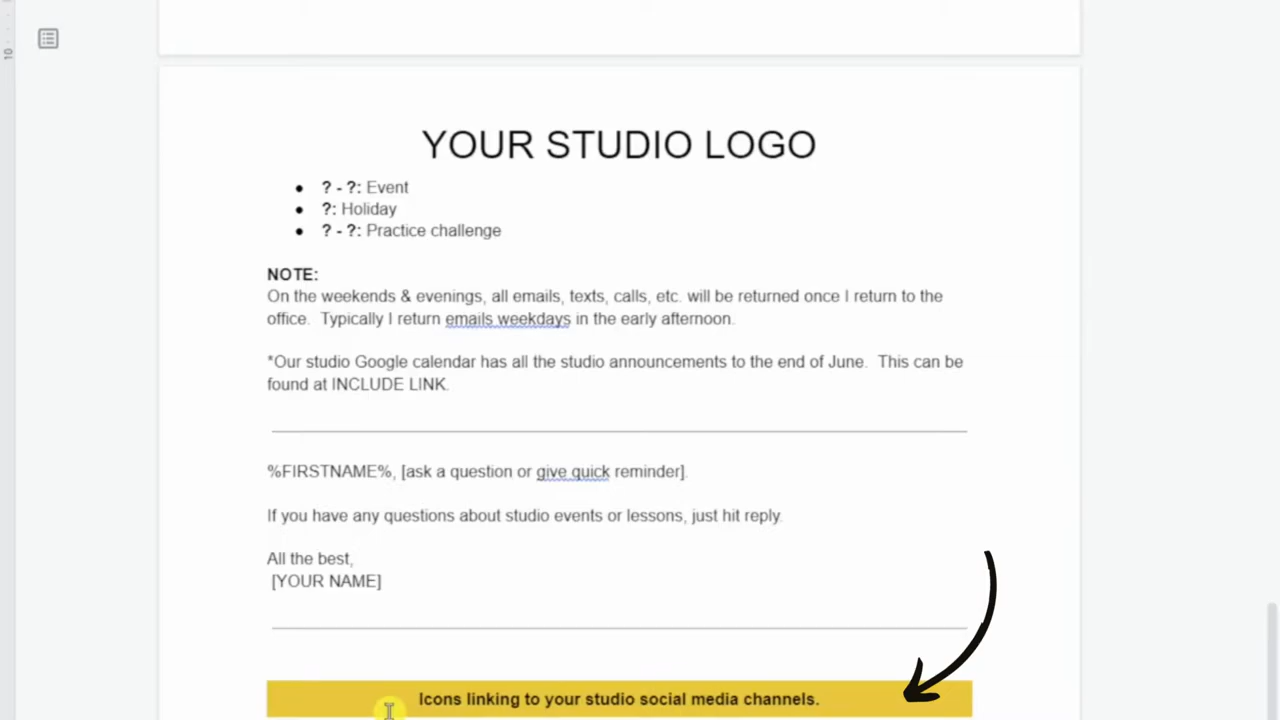 10
YOUR STUDIO LOGO
● ? - ?: Event
● ?: Holiday
● ? - ?: Practice challenge
NOTE:
On the weekends & evenings, all emails, texts, calls, etc. will be returned once I return to the
office.  Typically I return emails weekdays in the early afternoon.
*Our studio Google calendar has all the studio announcements to the end of June.  This can be
found at INCLUDE LINK.
%FIRSTNAME%, [ask a question or give quick reminder].
If you have any questions about studio events or lessons, just hit reply.
All the best,
[YOUR NAME]
Icons linking to your studio social media channels.